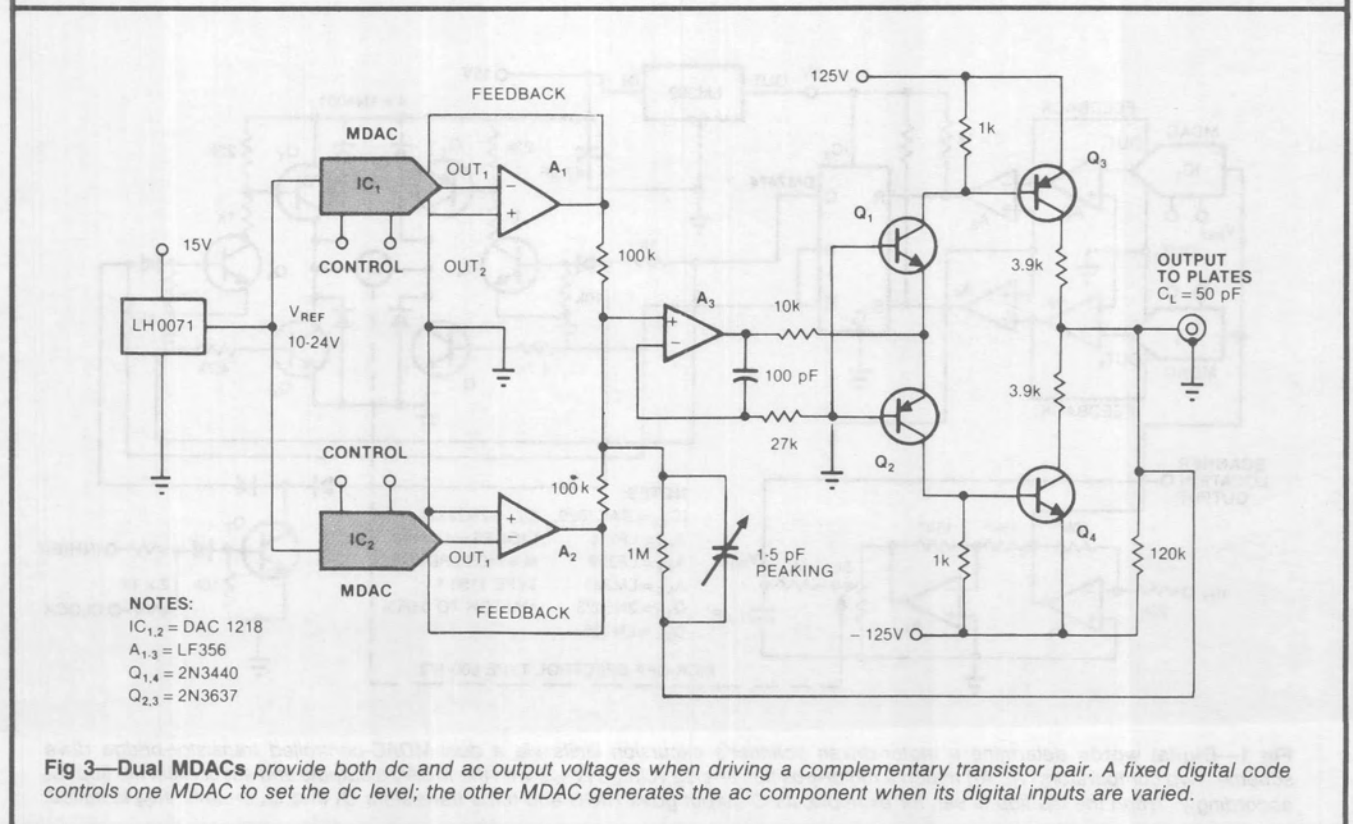 125V
FEEDBACK
1k
MDAC
Q3
OUT1
A1
IC1
Q1
15V
CONTROL
OUT2
100k
3.9k
OUTPUT
TO PLATES
CL = 50 pF
A3
10k
LH0071
VREF
10-24V
100 pF
3.9k
27k
Q2
CONTROL
100k
Q4
IC2
OUT1
A2
1M
1-5 pF
PEAKING
1k
120k
MDAC
FEEDBACK
− 125V
NOTES:
IC1,2 = DAC 1218
A1-3 = LF356
Q1,4 = 2N3440
Q2,3 = 2N3637
Fig 3—Dual MDACs provide both dc and ac output voltages when driving a complementary transistor pair. A fixed digital code
controls one MDAC to set the dc level; the other MDAC generates the ac component when its digital inputs are varied.